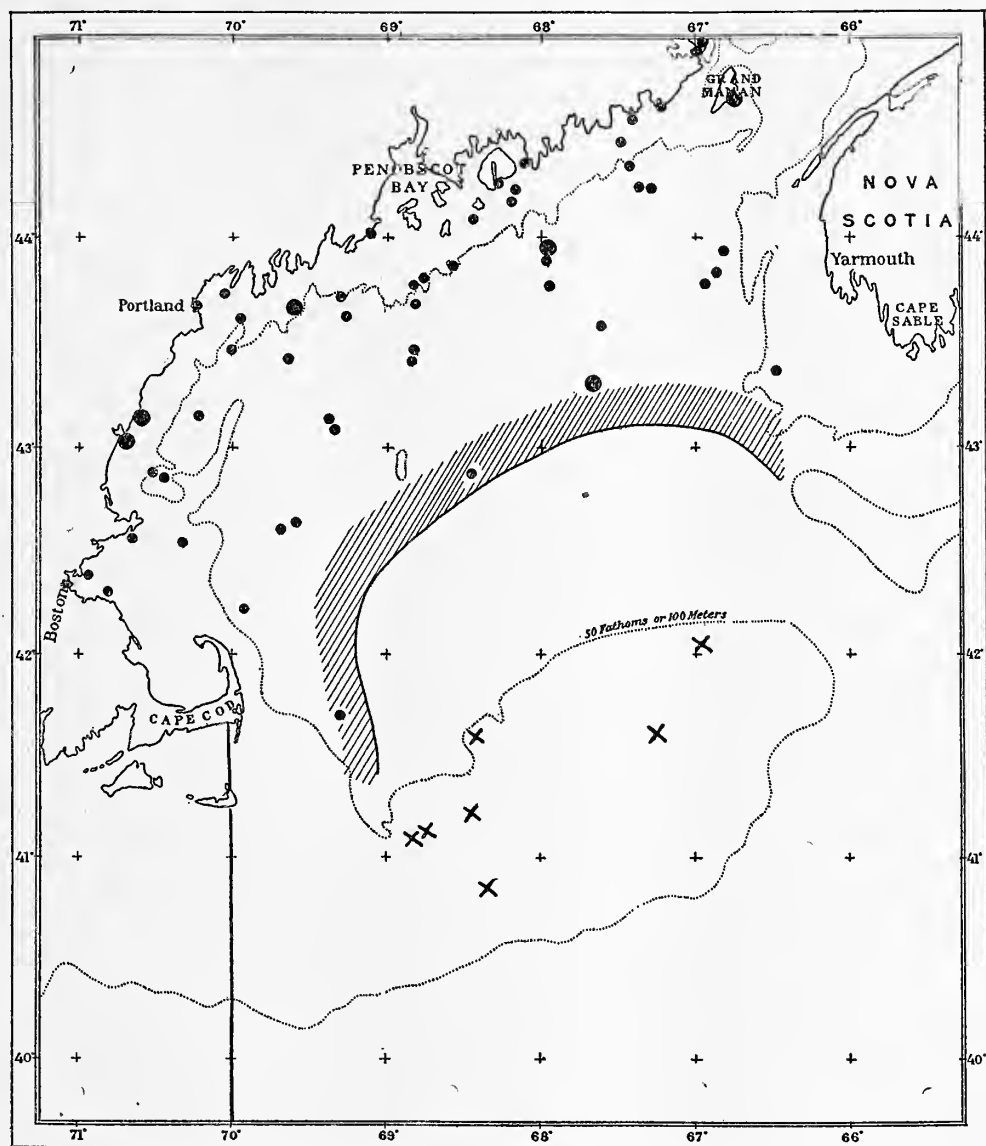 71° 70° 69° 68° 67° 66°
GRAND
MANAN
PENOBSCOT
BAY
NOVA
SCOTIA
44° 44°
Yarmouth
Portland
CAPE
SABLE
43° 43°
Boston
50 Fathoms or 100 Meters
42° 42°
CAPE COD
41° 41°
40° 40°
71° 70° 69° 68° 67° 66°